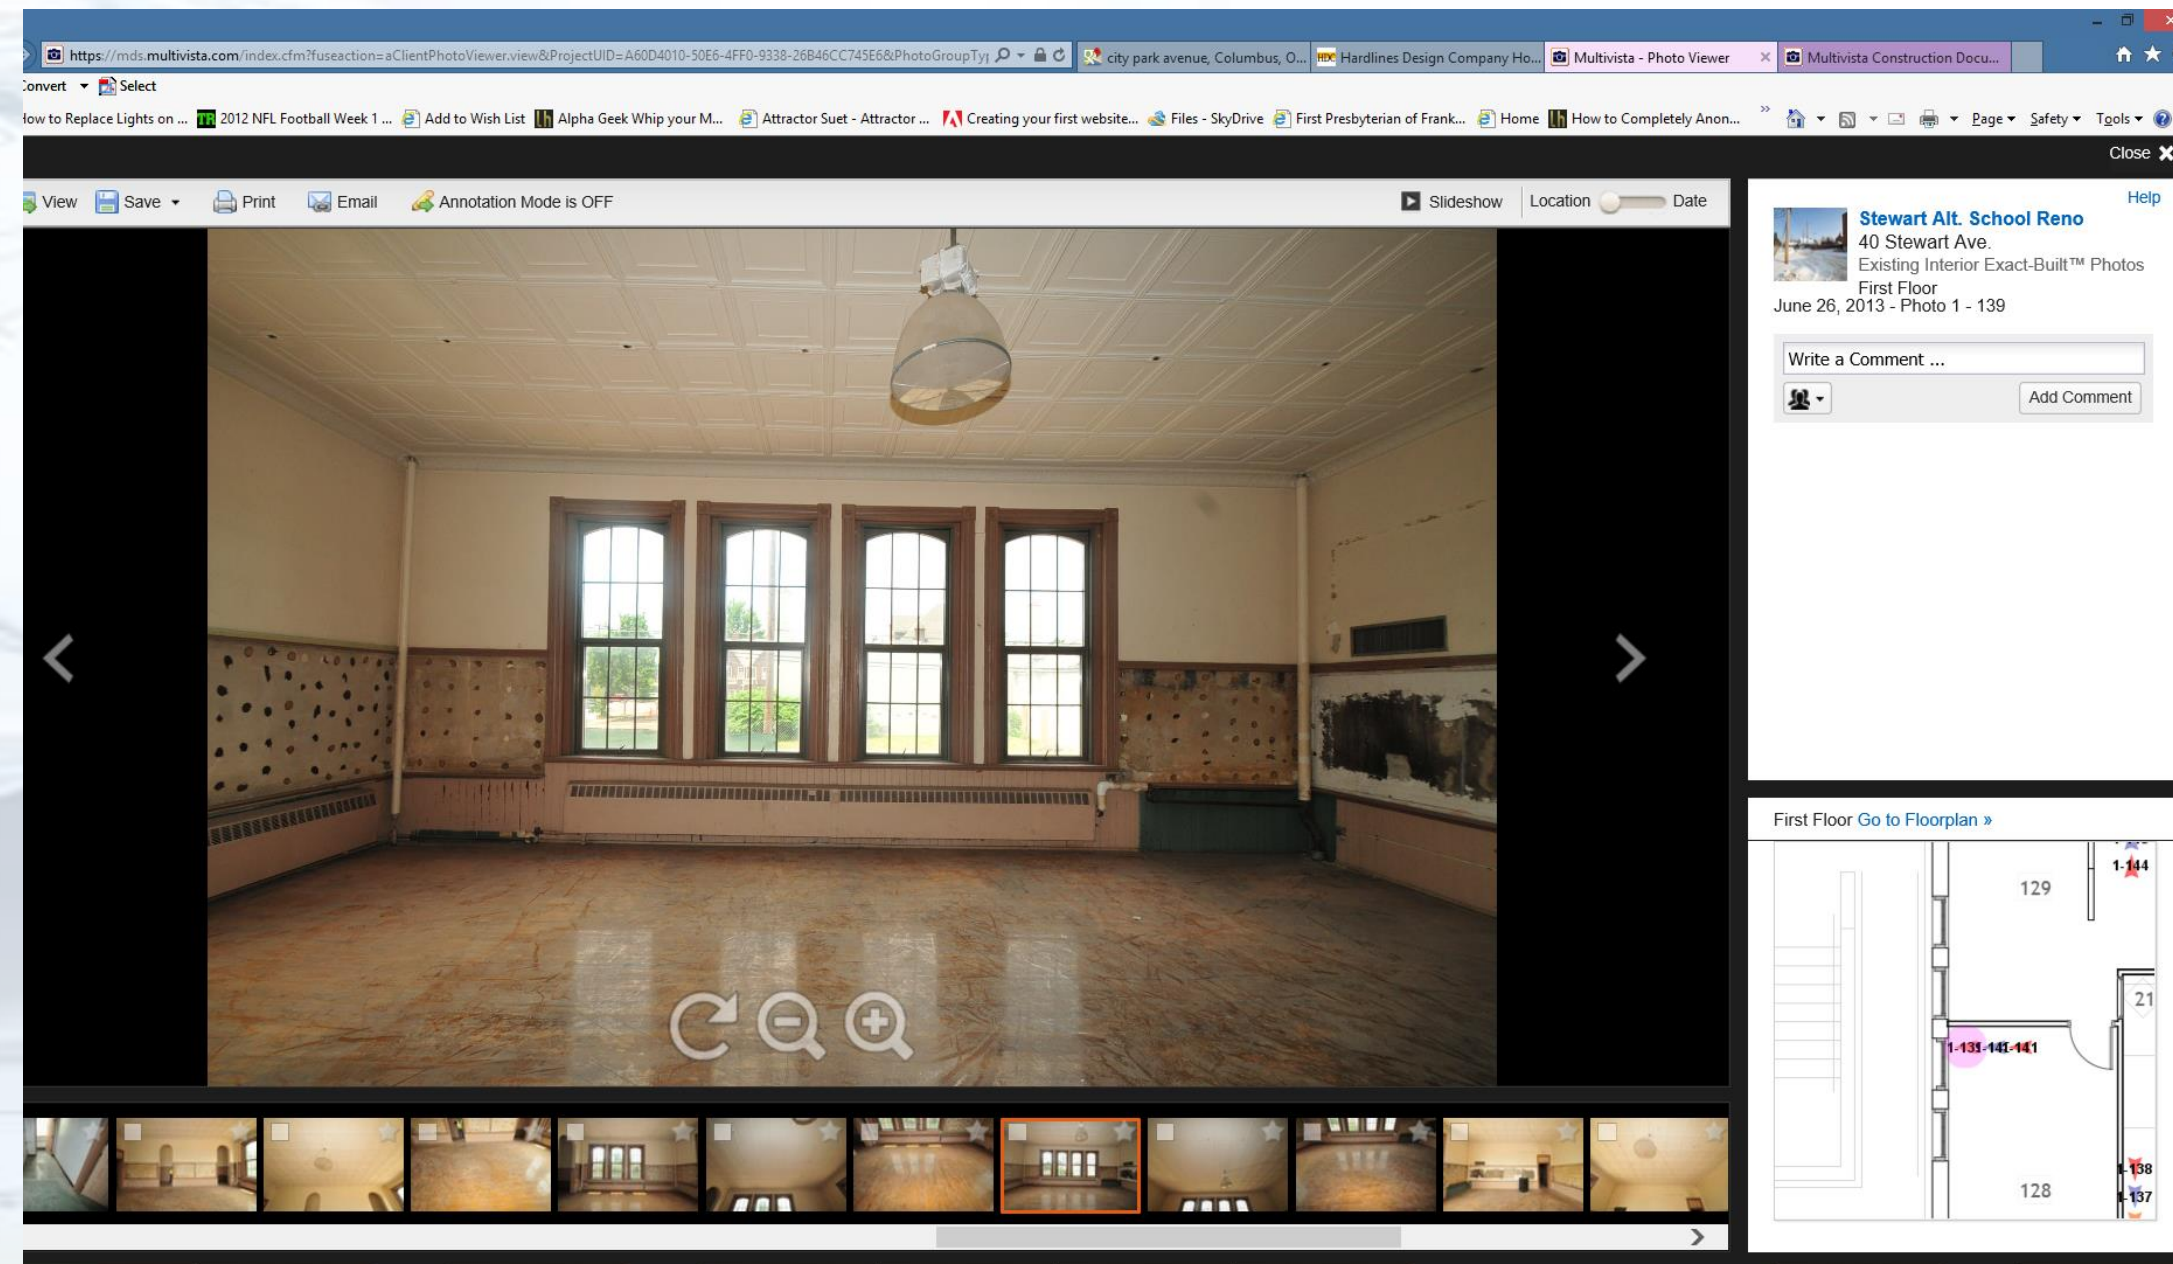 https://mds.multivista.com/index.cfm?fuseaction=aClientPhotoViewer.view&ProjectUID=A60D4010-50E6-4FF0-9338-26B46CC745E6&PhotoGroupTy
city park avenue, Columbus, O...
HDC Hardlines Design Company Ho...
Multivista - Photo Viewer
Multivista Construction Docu...
Convert Select
How to Replace Lights on ... TR 2012 NFL Football Week 1 ... Add to Wish List lh Alpha Geek Whip your M... Attractor Suet - Attractor ... Creating your first website... Files - SkyDrive First Presbyterian of Frank... Home lh How to Completely Anon... » Page Safety Tools
Close
View Save Print Email Annotation Mode is OFF Slideshow Location Date
Help
Stewart Alt. School Reno
40 Stewart Ave.
Existing Interior Exact-Built™ Photos
First Floor
June 26, 2013 - Photo 1 - 139
Write a Comment ...
Add Comment
First Floor Go to Floorplan »
1-144
129
21
1-141
1-138
128
1-137